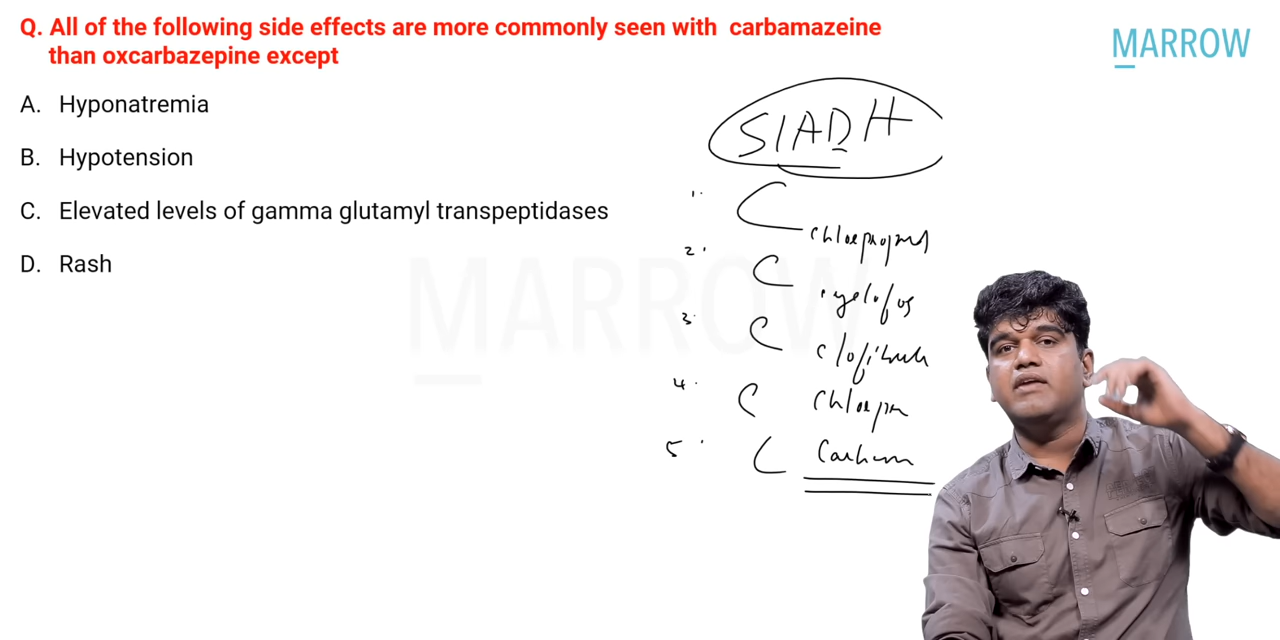 Q. All of the following side effects are more commonly seen with carbamazeine
than oxcarbazepine except
MARROW
A. Hyponatremia
B. Hypotension
C. Elevated levels of gamma glutamyl transpeptidases
D. Rash
SIADH
1. C
2. C
3. C
4. C
5. C
MARROW